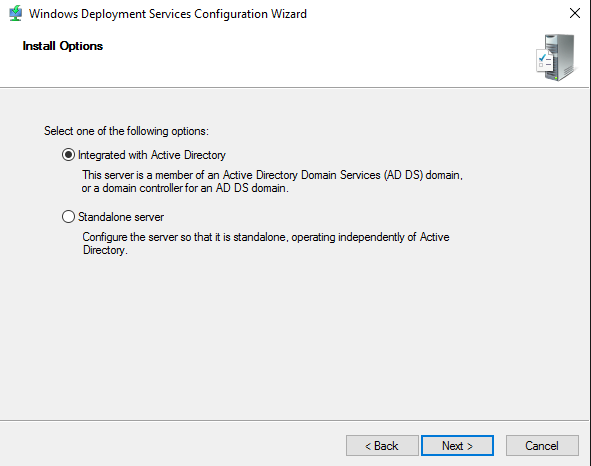 Windows Deployment Services Configuration Wizard
Install Options
Select one of the following options:
Integrated with Active Directory
This server is a member of an Active Directory Domain Services (AD DS) domain,
or a domain controller for an AD DS domain.
Standalone server
Configure the server so that it is standalone, operating independently of Active
Directory.
< Back
Next >
Cancel